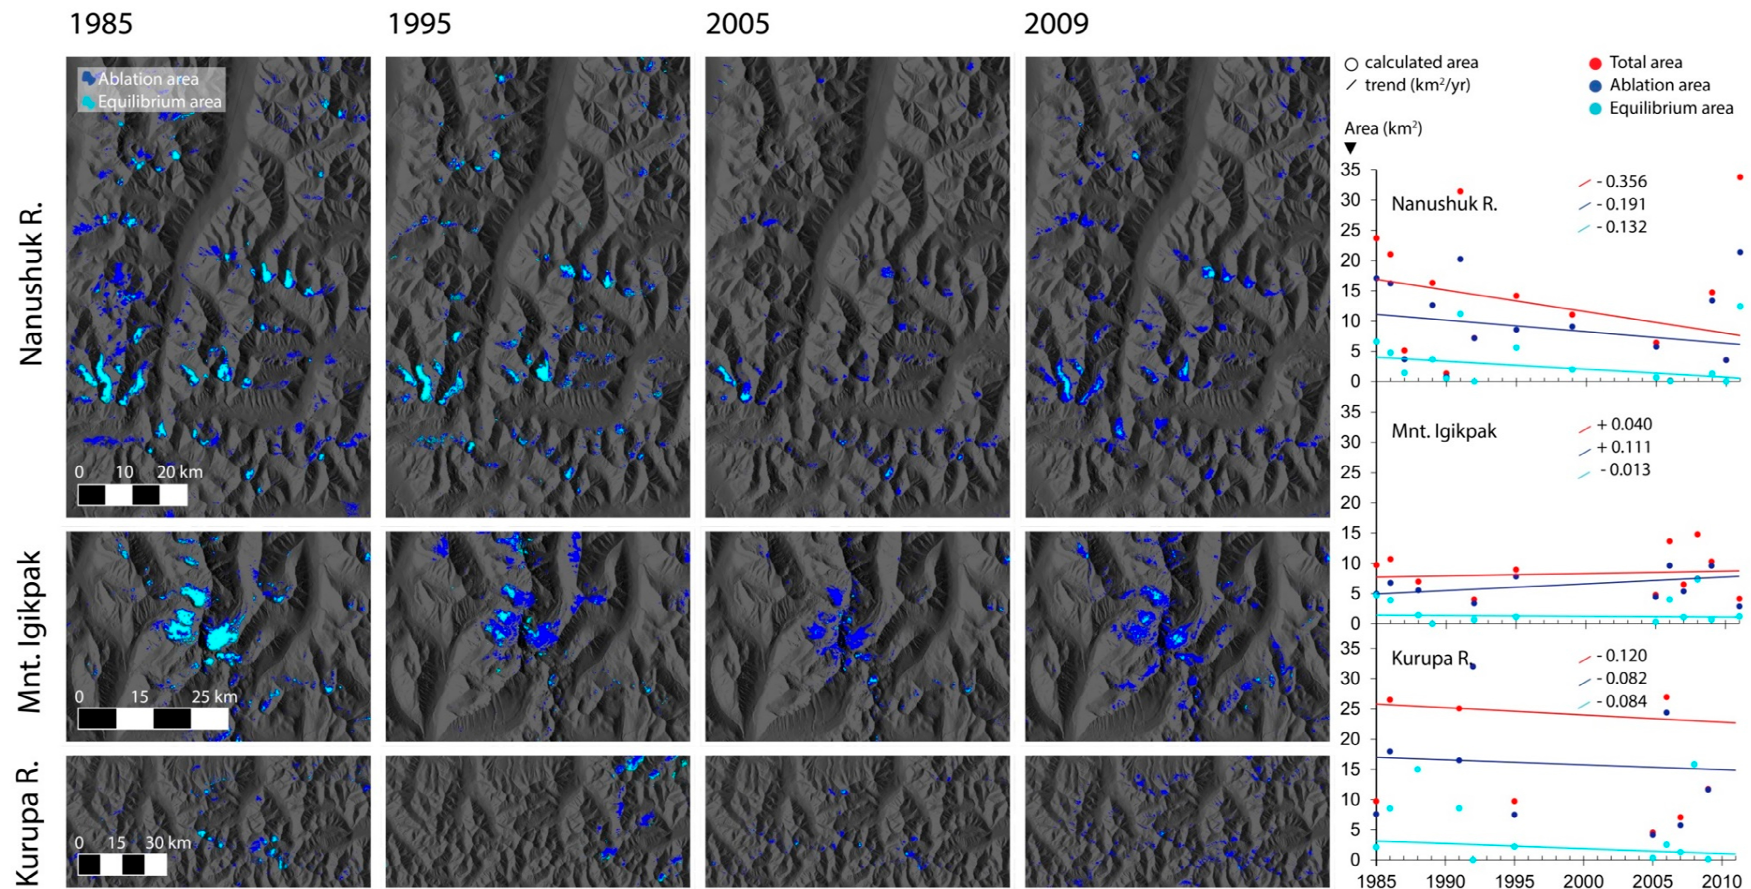 1985
1995
2005
2009
Ablation area
Equilibrium area
Nanushuk R.
0 10 20 km
Mnt. Igikpak
0 15 25 km
Kurupa R.
0 15 30 km
calculated area
trend (km²/yr)
Total area
Ablation area
Equilibrium area
Area (km²)
35
30
25
20
15
10
5
0
Nanushuk R.
- 0.356
- 0.191
- 0.132
35
30
25
20
15
10
5
0
Mnt. Igikpak
+ 0.040
+ 0.111
- 0.013
35
30
25
20
15
10
5
0
Kurupa R.
- 0.120
- 0.082
- 0.084
1985 1990 1995 2000 2005 2010